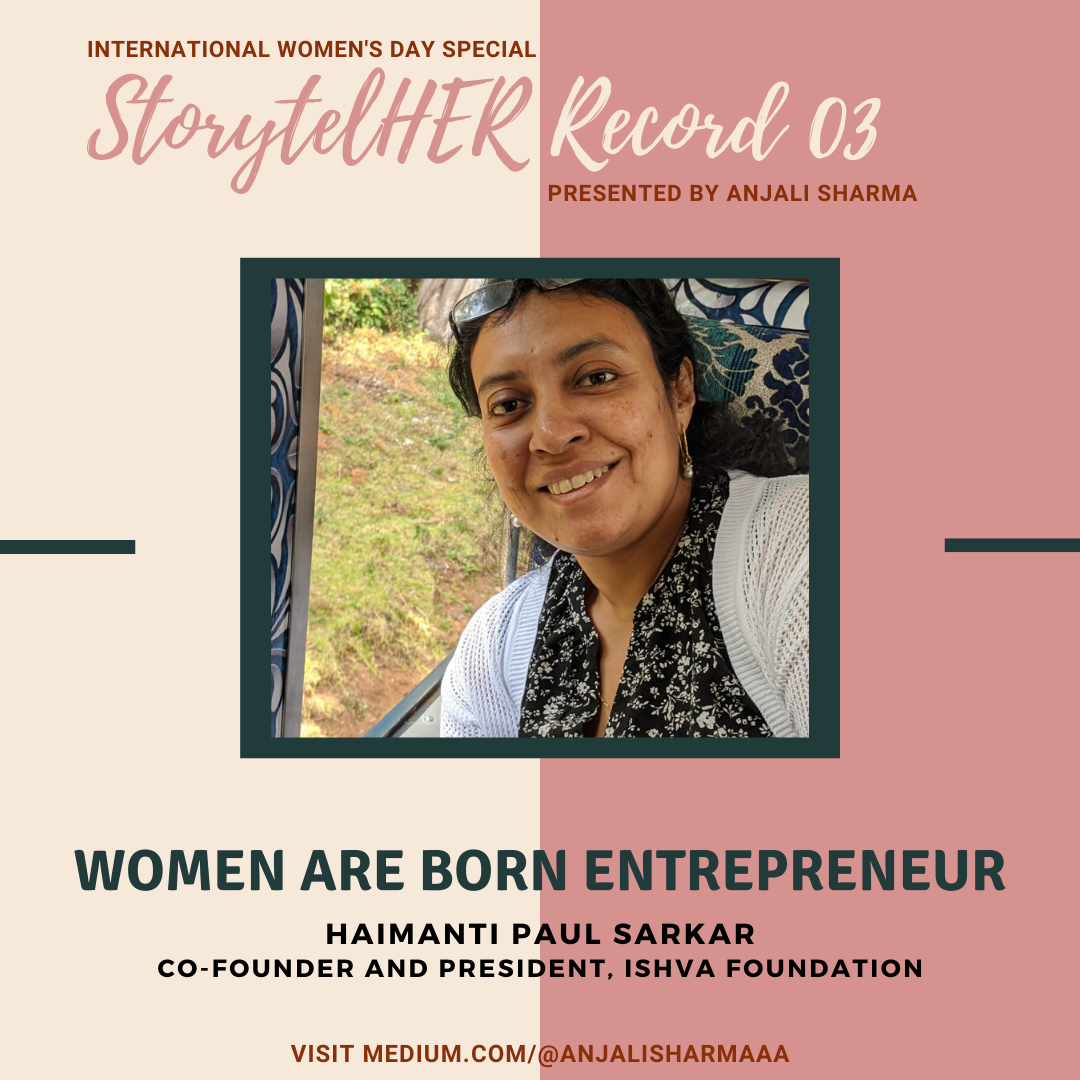 INTERNATIONAL WOMEN'S DAY SPECIAL
StorytelHER Record 03
PRESENTED BY ANJALI SHARMA
WOMEN ARE BORN ENTREPRENEUR
HAIMANTI PAUL SARKAR
CO-FOUNDER AND PRESIDENT, ISHVA FOUNDATION
VISIT MEDIUM.COM/@ANJALISHARMAAA